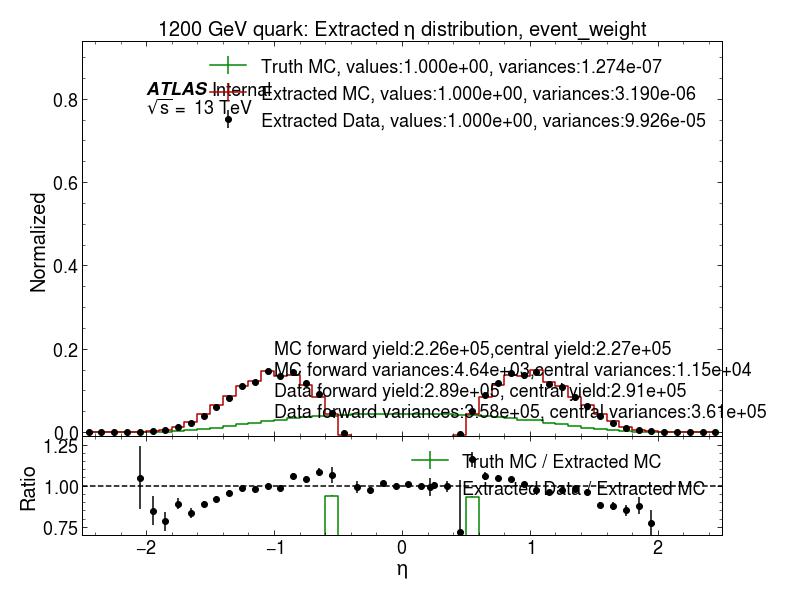 1200 GeV quark: Extracted η distribution, event_weight
Truth MC, values:1.000e+00, variances:1.274e-07
ATLAS Internal
Extracted MC, values:1.000e+00, variances:3.190e-06
√s = 13 TeV
Extracted Data, values:1.000e+00, variances:9.926e-05
Normalized
0.8
0.6
0.4
0.2
0.0
MC forward yield:2.26e+05,central yield:2.27e+05
MC forward variances:4.64e+03,central variances:1.15e+04
Data forward yield:2.89e+05, central yield:2.91e+05
Data forward variances:3.58e+05, central variances:3.61e+05
Ratio
1.25
1.00
0.75
Truth MC / Extracted MC
Extracted Data / Extracted MC
−2 −1 0 1 2
η